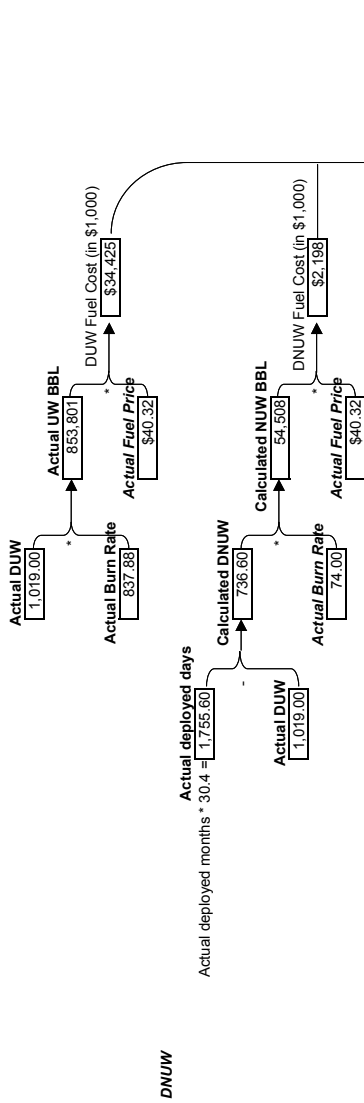 Actual DUW
1,019.00
*
Actual Burn Rate
837.88
Actual UW BBL
853,801
*
Actual Fuel Price
$40.32
DUW Fuel Cost (in $1,000)
$34,425
DNUW
Actual deployed days
Actual deployed months * 30.4 = 1,755.60
-
Actual DUW
1,019.00
Calculated DNUW
736.60
*
Actual Burn Rate
74.00
Calculated NUW BBL
54,508
*
Actual Fuel Price
$40.32
DNUW Fuel Cost (in $1,000)
$2,198